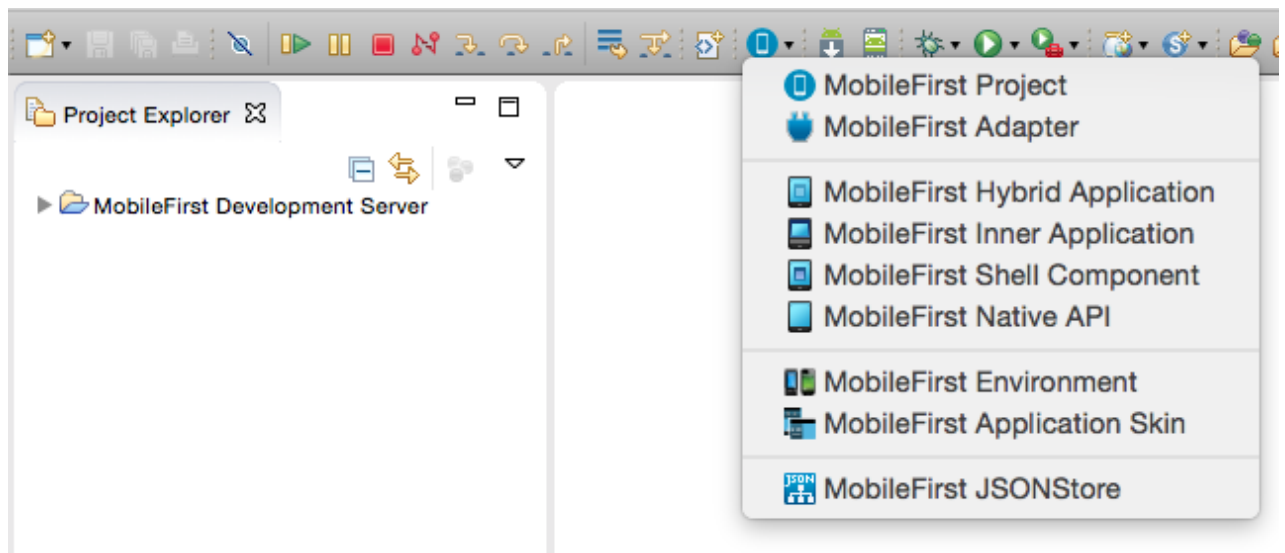 Project Explorer
MobileFirst Development Server
MobileFirst Project
MobileFirst Adapter
MobileFirst Hybrid Application
MobileFirst Inner Application
MobileFirst Shell Component
MobileFirst Native API
MobileFirst Environment
MobileFirst Application Skin
JSON
MobileFirst JSONStore